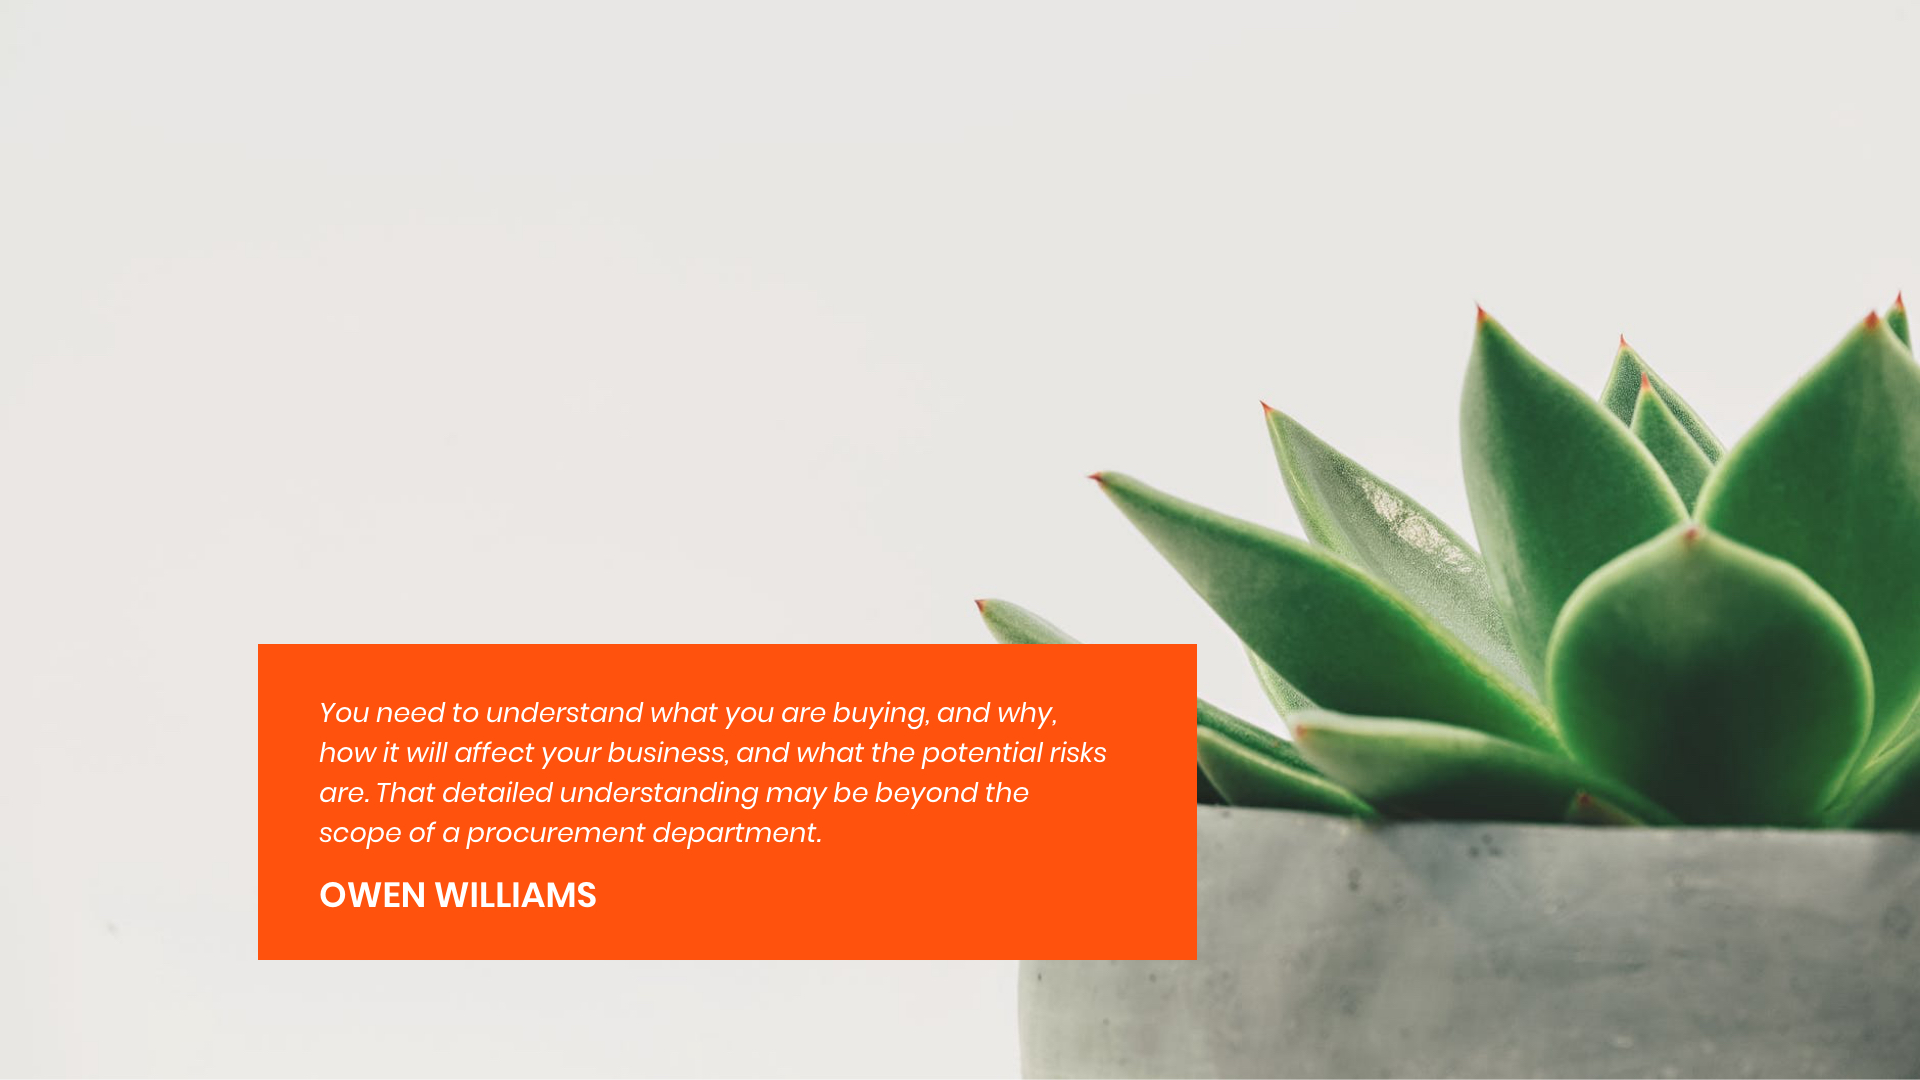 You need to understand what you are buying, and why,
how it will affect your business, and what the potential risks
are. That detailed understanding may be beyond the
scope of a procurement department.
OWEN WILLIAMS